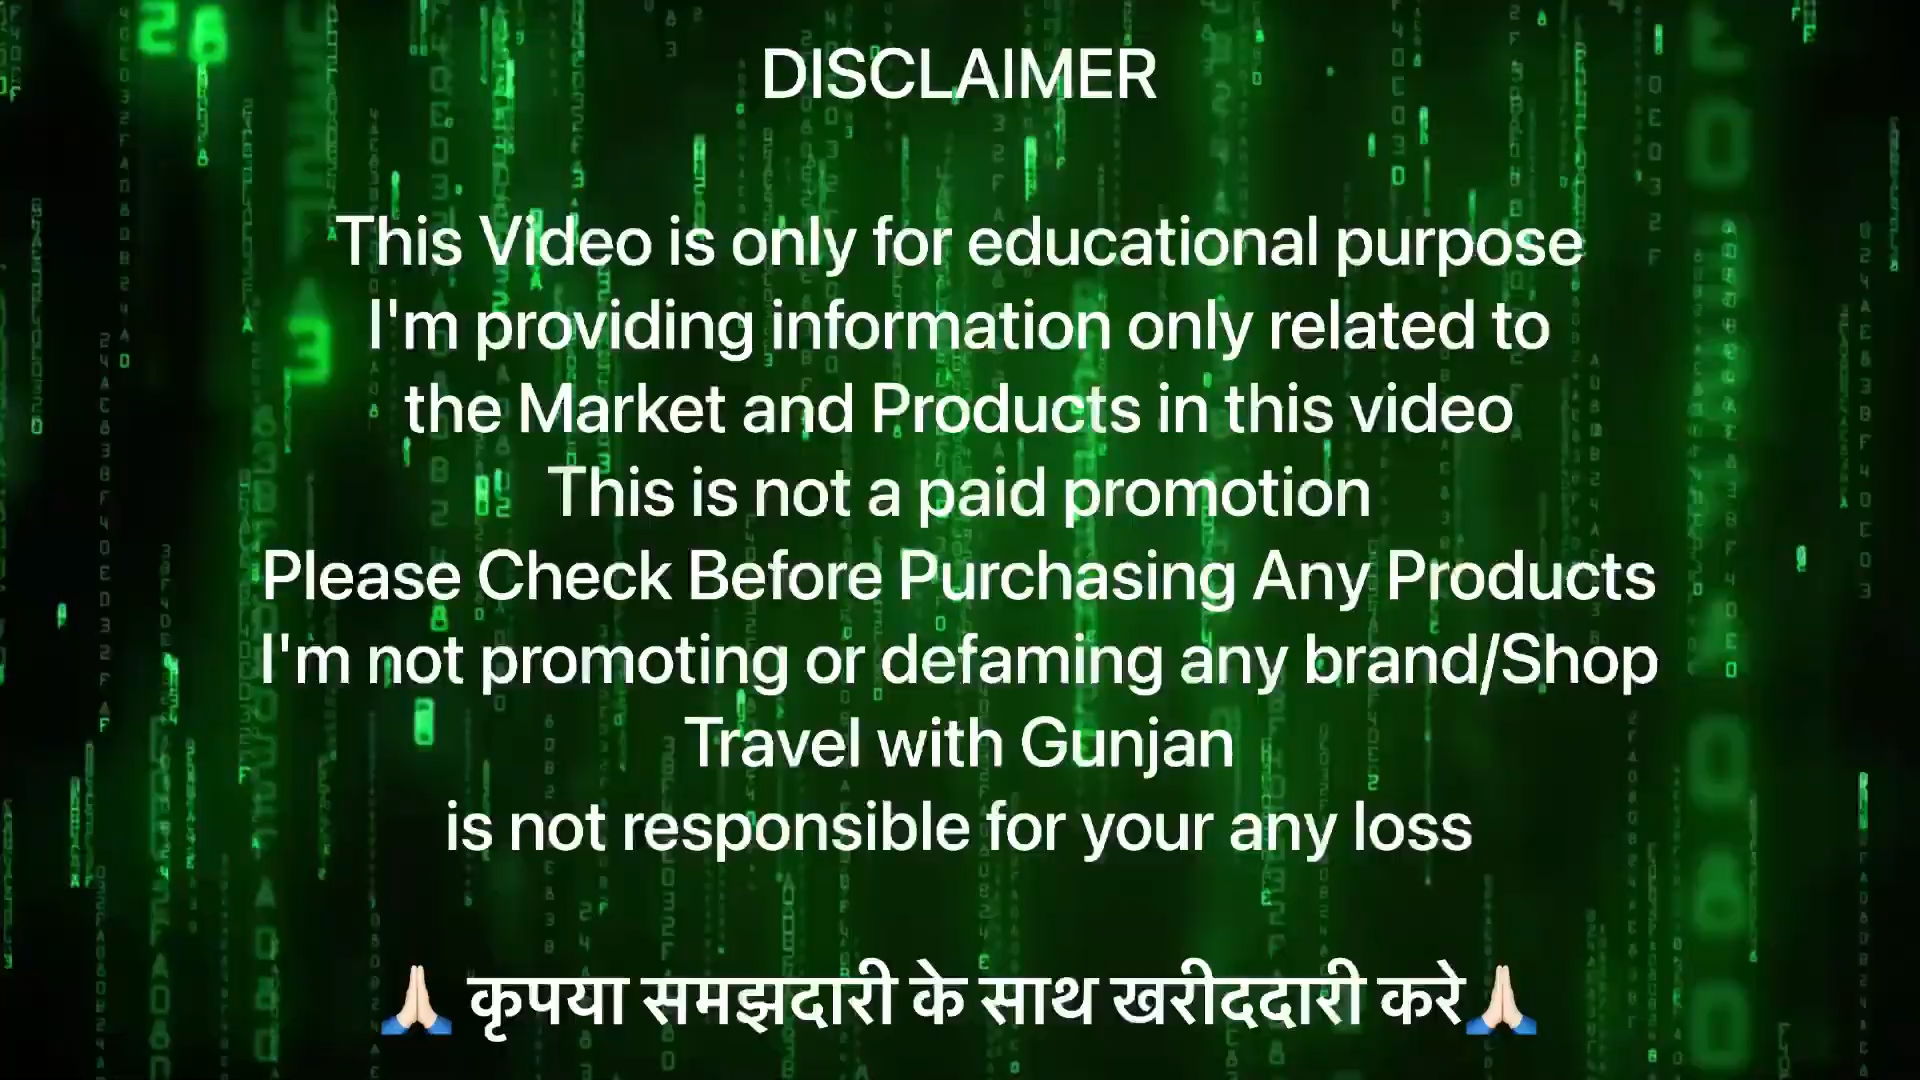 DISCLAIMER
This Video is only for educational purpose
I'm providing information only related to
the Market and Products in this video
This is not a paid promotion
Please Check Before Purchasing Any Products
I'm not promoting or defaming any brand/Shop
Travel with Gunjan
is not responsible for your any loss
🙏🏻 कृपया समझदारी के साथ खरीददारी करे🙏🏻